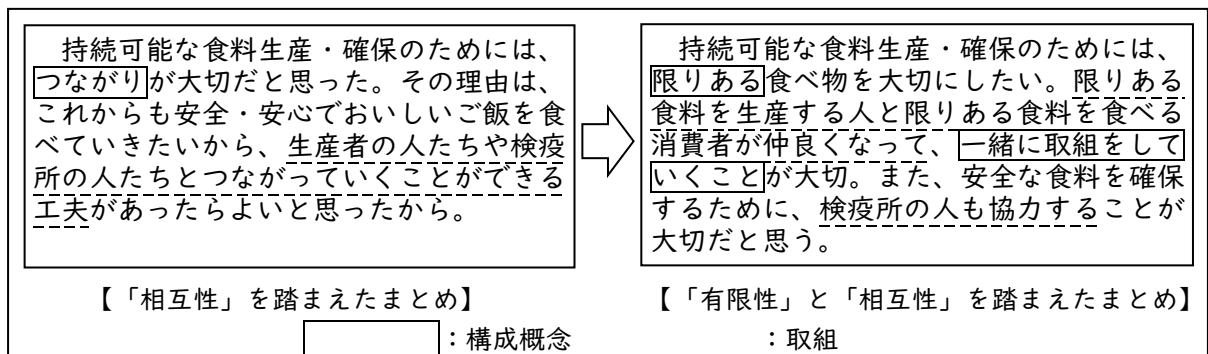 持続可能な食料生産・確保のためには、
つながりが大切だと思った。その理由は、
これからも安全・安心でおいしいご飯を食
べていきたいから、生産者の人たちや検疫
所の人たちとつながっていくことができる
工夫があったらよいと思ったから。
【「相互性」を踏まえたまとめ】
持続可能な食料生産・確保のためには、
限りある食べ物を大切にしたい。限りある
食料を生産する人と限りある食料を食べる
消費者が仲良くなって、一緒に取組をして
いくことが大切。また、安全な食料を確保
するために、検疫所の人も協力することが
大切だと思う。
【「有限性」と「相互性」を踏まえたまとめ】
：構成概念
：取組